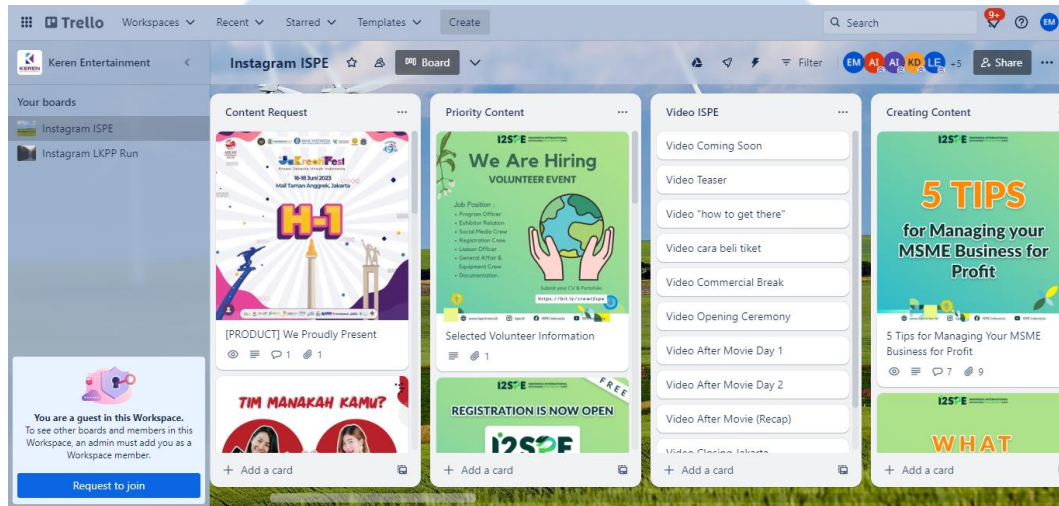 Trello
Workspaces
Recent
Starred
Templates
Create
Search
9+
EM
KEREN
Keren Entertainment
Your boards
Instagram ISPE
Instagram LKPP Run
You are a guest in this Workspace.
To see other boards and members in this
Workspace, an admin must add you as a
Workspace member.
Request to join
Instagram ISPE
Board
Filter
EM
AI
AI
KD
LE
+5
Share
Content Request
JaKreatiFest
16-18 Juni 2023
Mall Taman Anggrek, Jakarta
H-1
[PRODUCT] We Proudly Present
1
1
TIM MANAKAH KAMU?
+ Add a card
Priority Content
I2SPE
We Are Hiring
VOLUNTEER EVENT
Job Position :
• Program Officer
• Exhibitor Relation
• Social Media Crew
• Registration Crew
• Liaison Officer
• General Affair &
Equipment Crew
• Documentation
Selected Volunteer Information
1
I2SPE
FREE
REGISTRATION IS NOW OPEN
I2SPE
+ Add a card
Video ISPE
Video Coming Soon
Video Teaser
Video "how to get there"
Video cara beli tiket
Video Commercial Break
Video Opening Ceremony
Video After Movie Day 1
Video After Movie Day 2
Video After Movie (Recap)
Video Closing Jakarta
+ Add a card
Creating Content
I2SPE
5 TIPS
for Managing your
MSME Business for
Profit
5 Tips for Managing Your MSME
Business for Profit
7
9
I2SPE
WHAT
+ Add a card